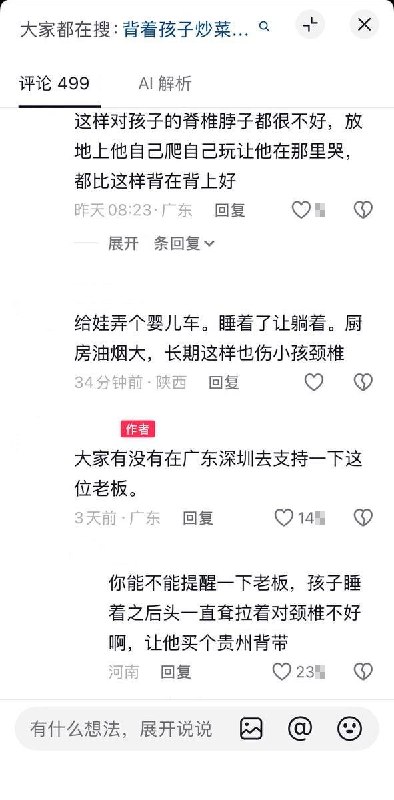 大家都在搜：背着孩子炒菜...
评论 499
AI 解析
这样对孩子的脊椎脖子都很不好，放
地上他自己爬自己玩让他在那里哭，
都比这样背在背上好
昨天08:23·广东 回复
展开 条回复
给娃弄个婴儿车。睡着了让躺着。厨
房油烟大，长期这样也伤小孩颈椎
34分钟前·陕西 回复
作者
大家有没有在广东深圳去支持一下这
位老板。
3天前·广东 回复 14
你能不能提醒一下老板，孩子睡
着之后头一直耷拉着对颈椎不好
啊，让他买个贵州背带
河南 回复 23
有什么想法，展开说说 @